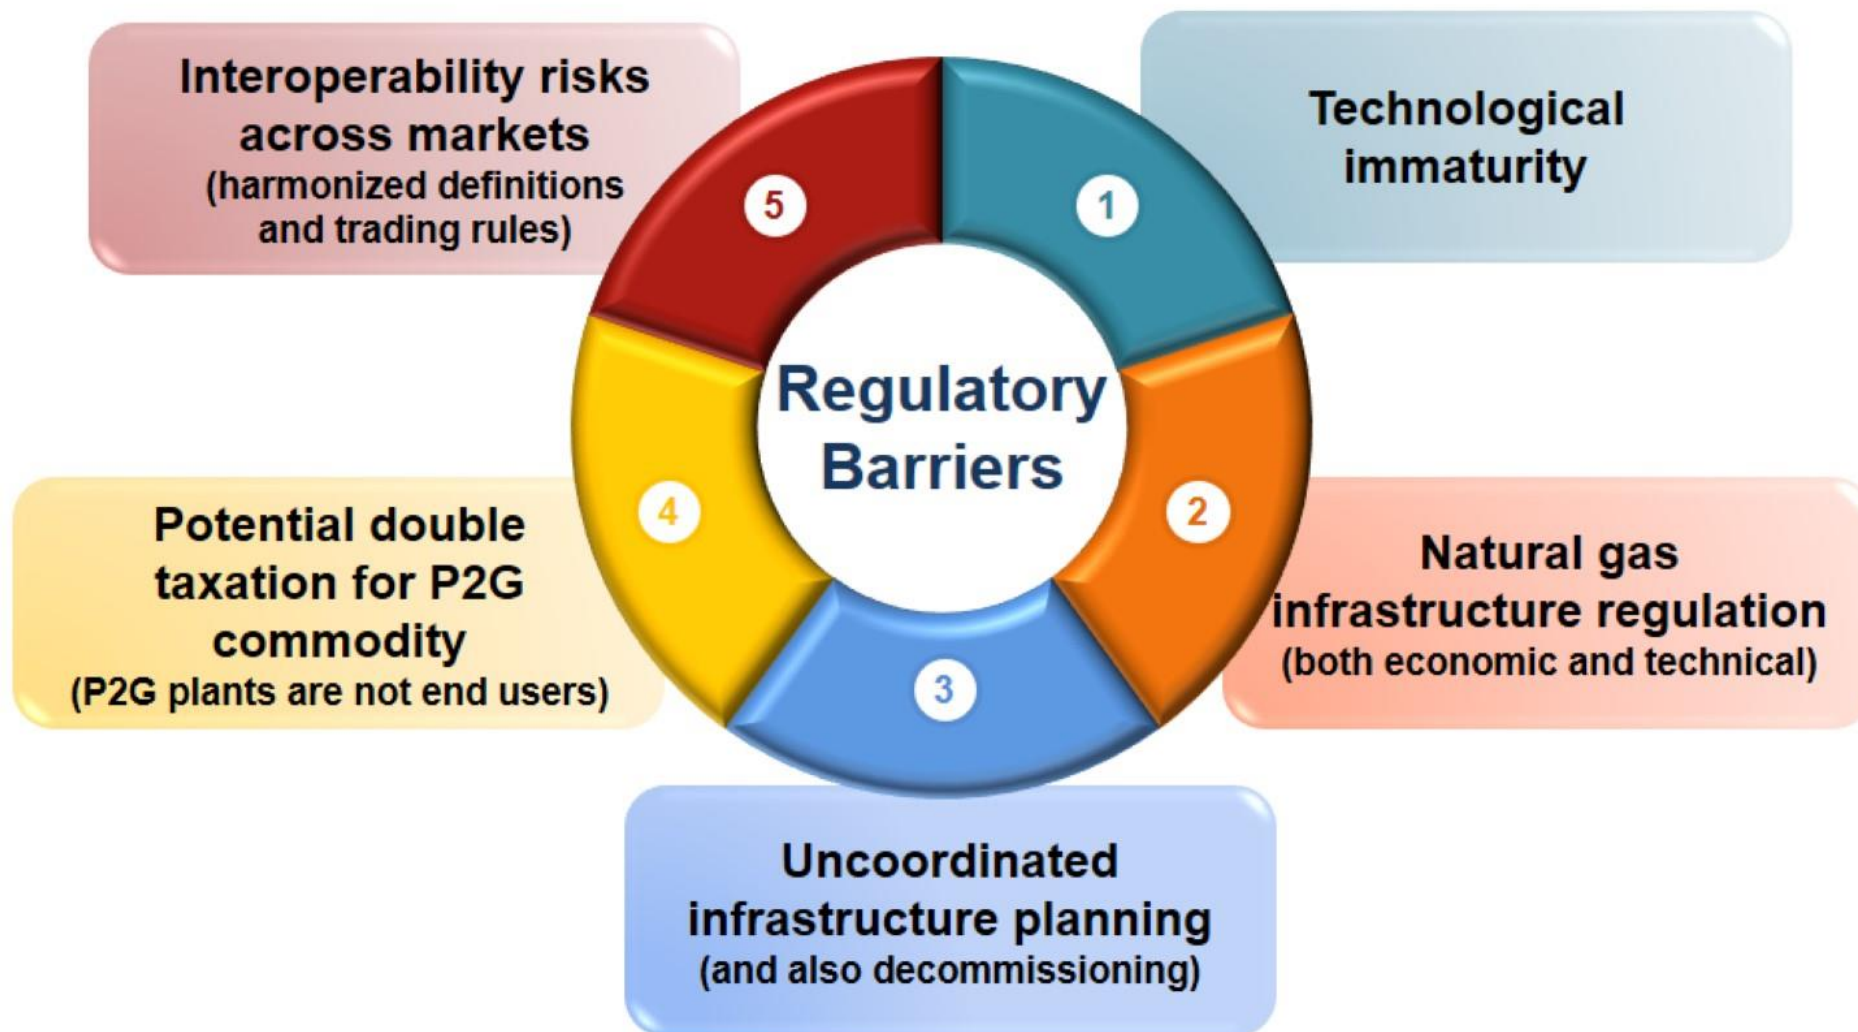 Regulatory
Barriers
1
Technological
immaturity
2
Natural gas
infrastructure regulation
(both economic and technical)
3
Uncoordinated
infrastructure planning
(and also decommissioning)
4
Potential double
taxation for P2G
commodity
(P2G plants are not end users)
5
Interoperability risks
across markets
(harmonized definitions
and trading rules)